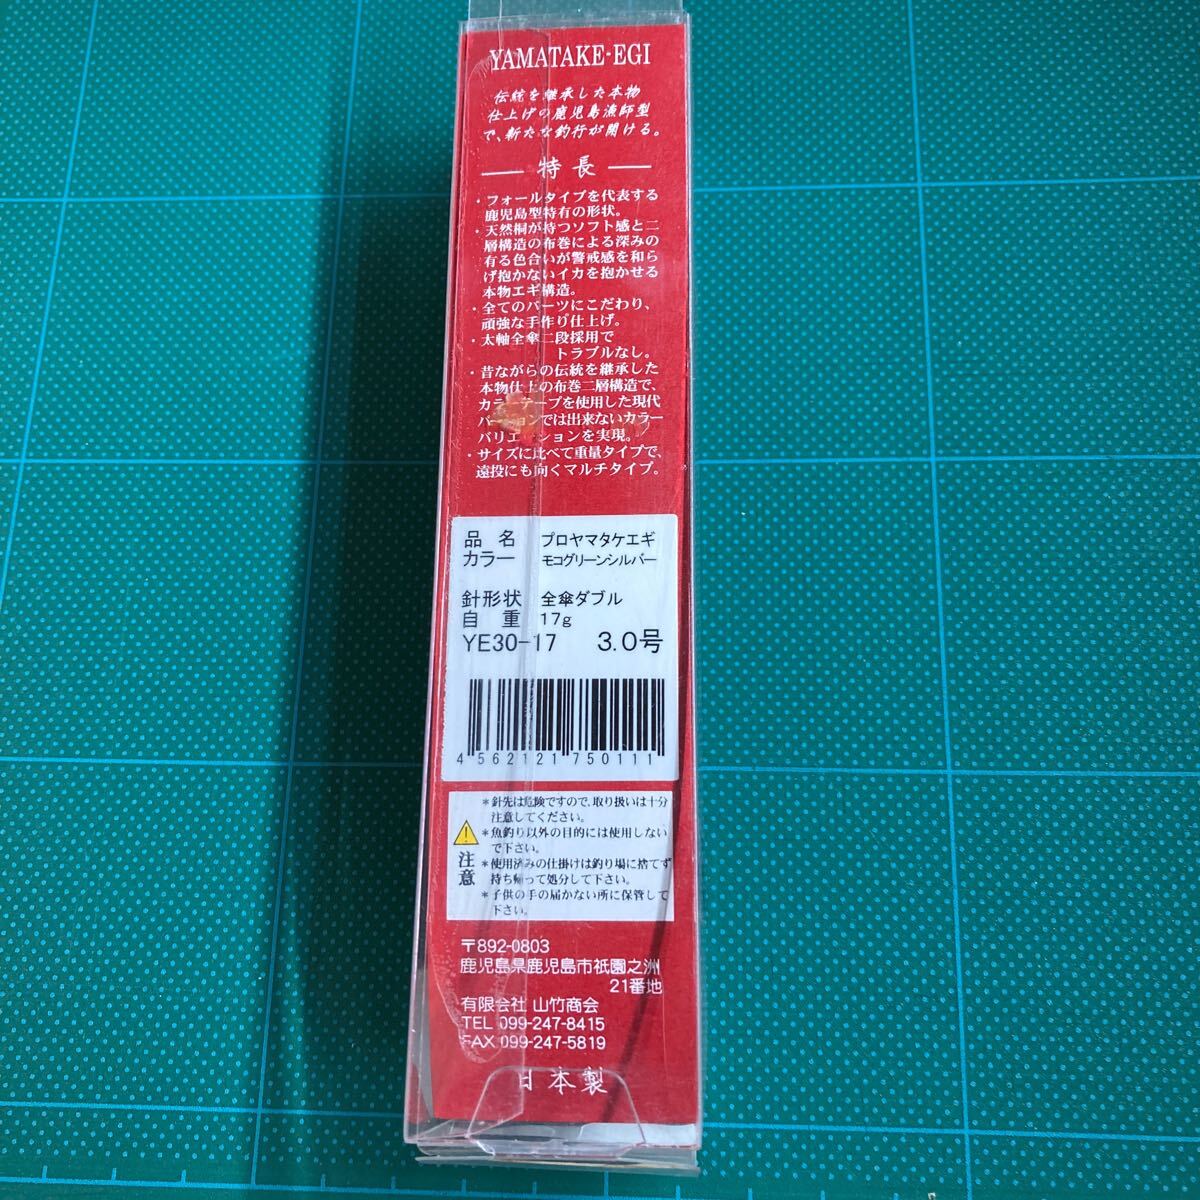 YAMATAKE-EGI
伝統を継承した本物
仕上げの鹿児島漁師型
で、新たな釣行が開ける。
特長
・フォールタイプを代表する
鹿児島型特有の形状。
・天然桐が持つソフト感と二
層構造の布巻による深みの
有る色合いが警戒感を和ら
げ抱かないイカを抱かせる
本物エギ構造。
・全てのパーツにこだわり、
頑強な手作り仕上げ。
・太軸全傘二段採用で
トラブルなし。
・昔ながらの伝統を継承した
本物仕上の布巻二層構造で、
カラーテープを使用した現代
バージョンでは出来ないカラー
バリエーションを実現。
・サイズに比べて重量タイプで、
遠投にも向くマルチタイプ。
品 名 プロヤマタケエギ
カラー モコグリーンシルバー
針形状 全傘ダブル
自 重 17g
YE30-17 3.0号
4 562121 750111
注意
＊針先は危険ですので、取り扱いは十分
注意してください。
＊魚釣り以外の目的には使用しない
で下さい。
＊使用済みの仕掛けは釣り場に捨てず
持ち帰って処分して下さい。
＊子供の手の届かない所に保管して
下さい。
〒892-0803
鹿児島県鹿児島市祇園之洲
21番地
有限会社 山竹商会
TEL 099-247-8415
FAX 099-247-5819
日本製